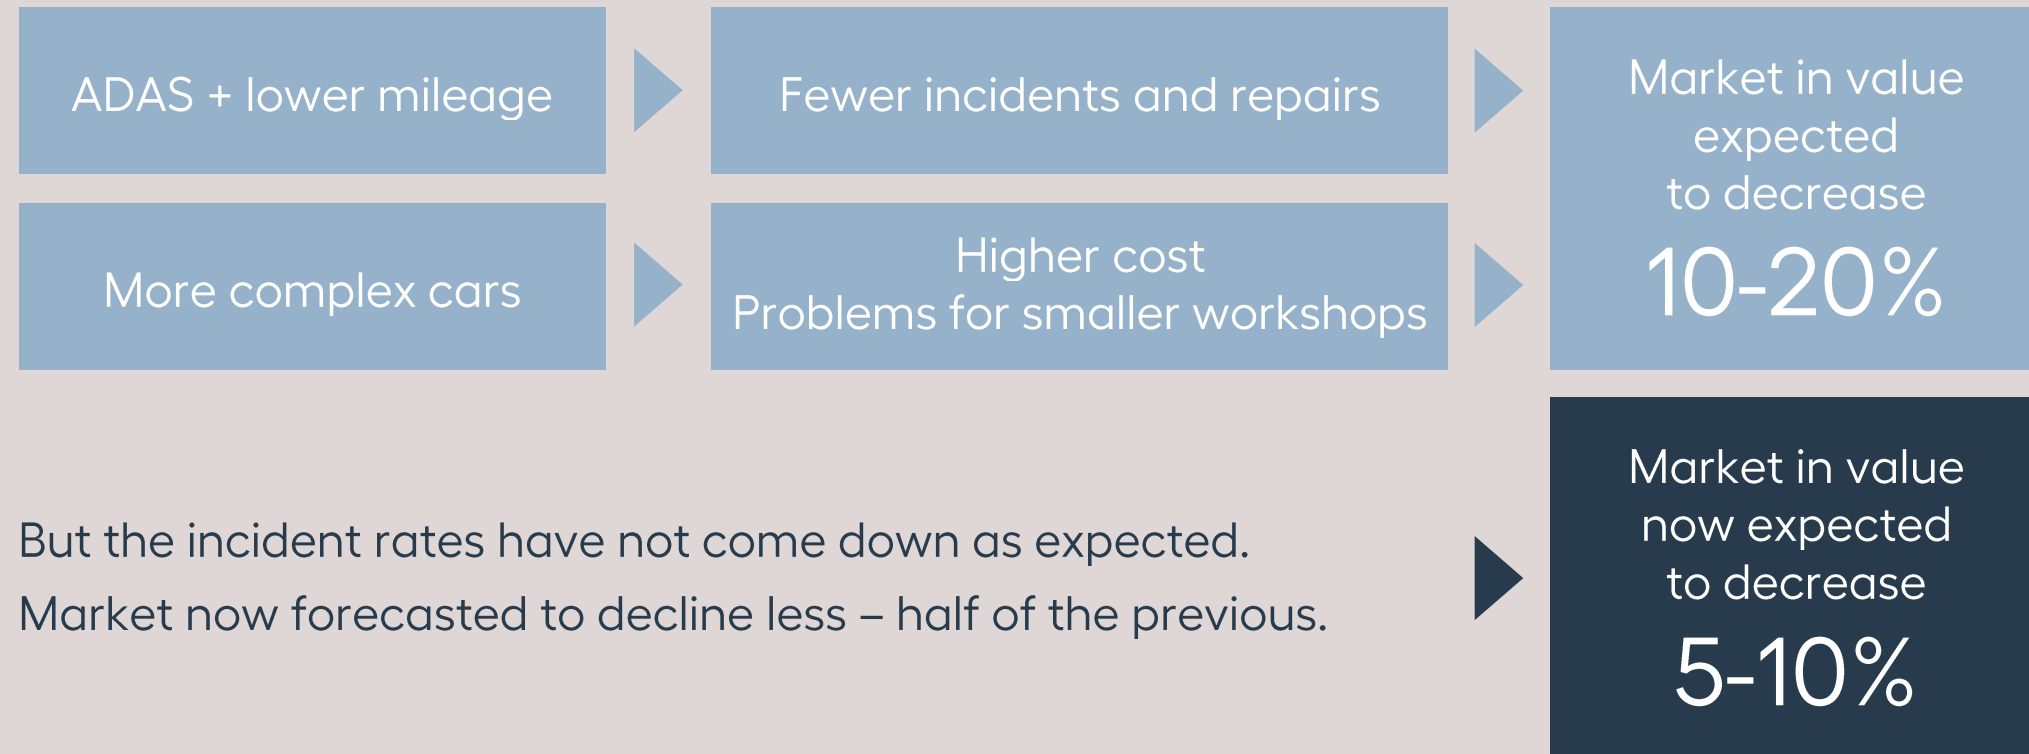 ADAS + lower mileage
Fewer incidents and repairs
More complex cars
Higher cost
Problems for smaller workshops
Market in value
expected
to decrease
10-20%
But the incident rates have not come down as expected.
Market now forecasted to decline less – half of the previous.
Market in value
now expected
to decrease
5-10%